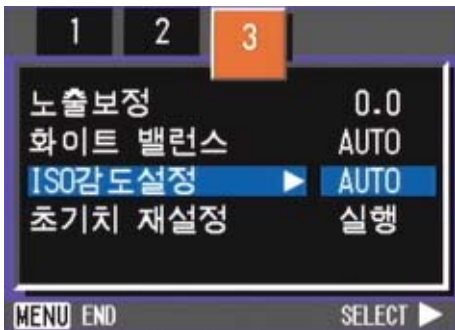 1 2 3
노출보정 0.0
화이트 밸런스 AUTO
ISO감도설정 ▶ AUTO
초기치 재설정 실행
MENU END SELECT ▶